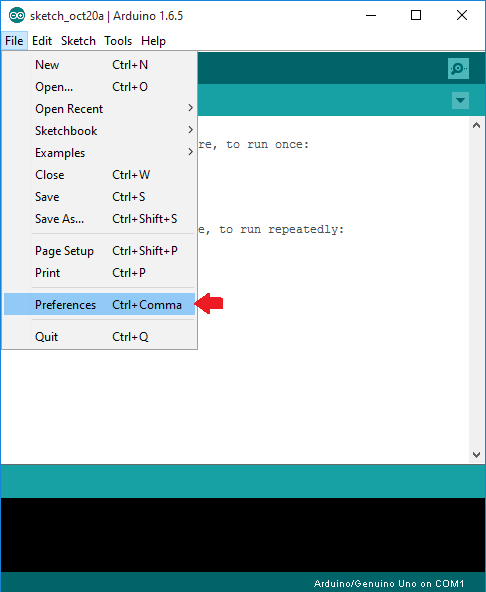 sketch_oct20a | Arduino 1.6.5
File Edit Sketch Tools Help
New Ctrl+N
Open... Ctrl+O
Open Recent
Sketchbook
Examples
re, to run once:
Close Ctrl+W
Save Ctrl+S
Save As... Ctrl+Shift+S
e, to run repeatedly:
Page Setup Ctrl+Shift+P
Print Ctrl+P
Preferences Ctrl+Comma
Quit Ctrl+Q
Arduino/Genuino Uno on COM1